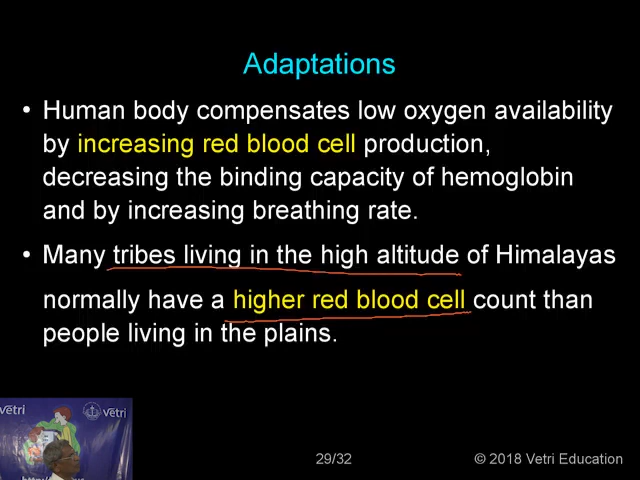 Adaptations
• Human body compensates low oxygen availability
by increasing red blood cell production,
decreasing the binding capacity of hemoglobin
and by increasing breathing rate.
• Many tribes living in the high altitude of Himalayas
normally have a higher red blood cell count than
people living in the plains.
Vetri
Vetri
29/32
© 2018 Vetri Education